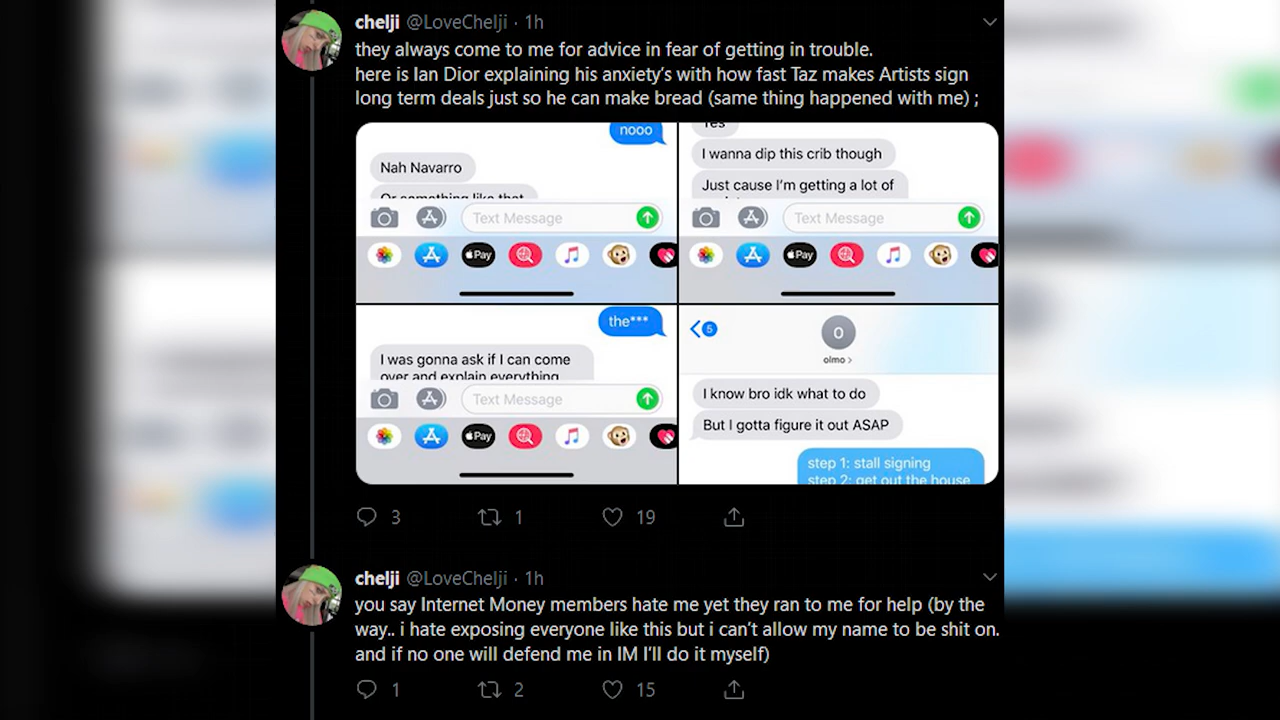 chelji @LoveChelji · 1h
they always come to me for advice in fear of getting in trouble.
here is Ian Dior explaining his anxiety's with how fast Taz makes Artists sign
long term deals just so he can make bread (same thing happened with me) ;
nooo
Nah Navarro
Or something like that
Text Message
Pay
Yes
I wanna dip this crib though
Just cause I'm getting a lot of
Text Message
Pay
the***
I was gonna ask if I can come
over and explain everything
Text Message
Pay
5
O
olmo >
I know bro idk what to do
But I gotta figure it out ASAP
step 1: stall signing
step 2: get out the house
3 1 19
chelji @LoveChelji · 1h
you say Internet Money members hate me yet they ran to me for help (by the
way.. i hate exposing everyone like this but i can't allow my name to be shit on.
and if no one will defend me in IM I'll do it myself)
1 2 15